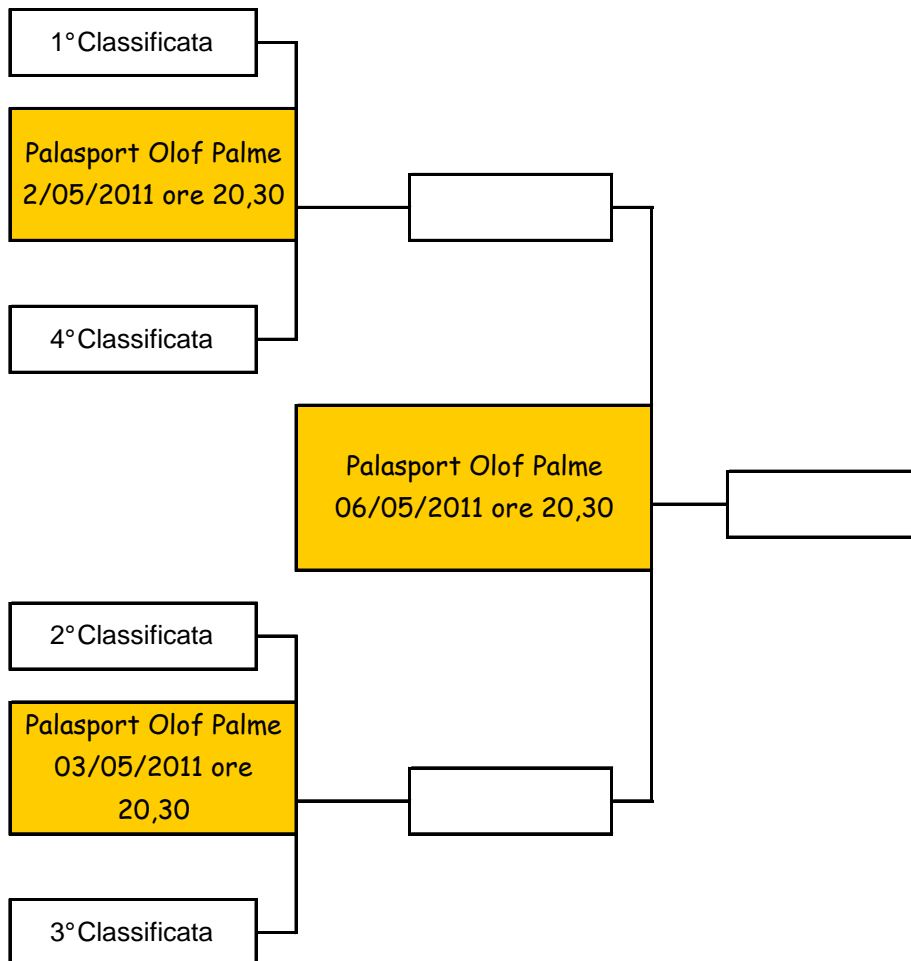 1° Classificata
Palasport Olof Palme
2/05/2011 ore 20,30
4° Classificata
Palasport Olof Palme
06/05/2011 ore 20,30
2° Classificata
Palasport Olof Palme
03/05/2011 ore
20,30
3° Classificata